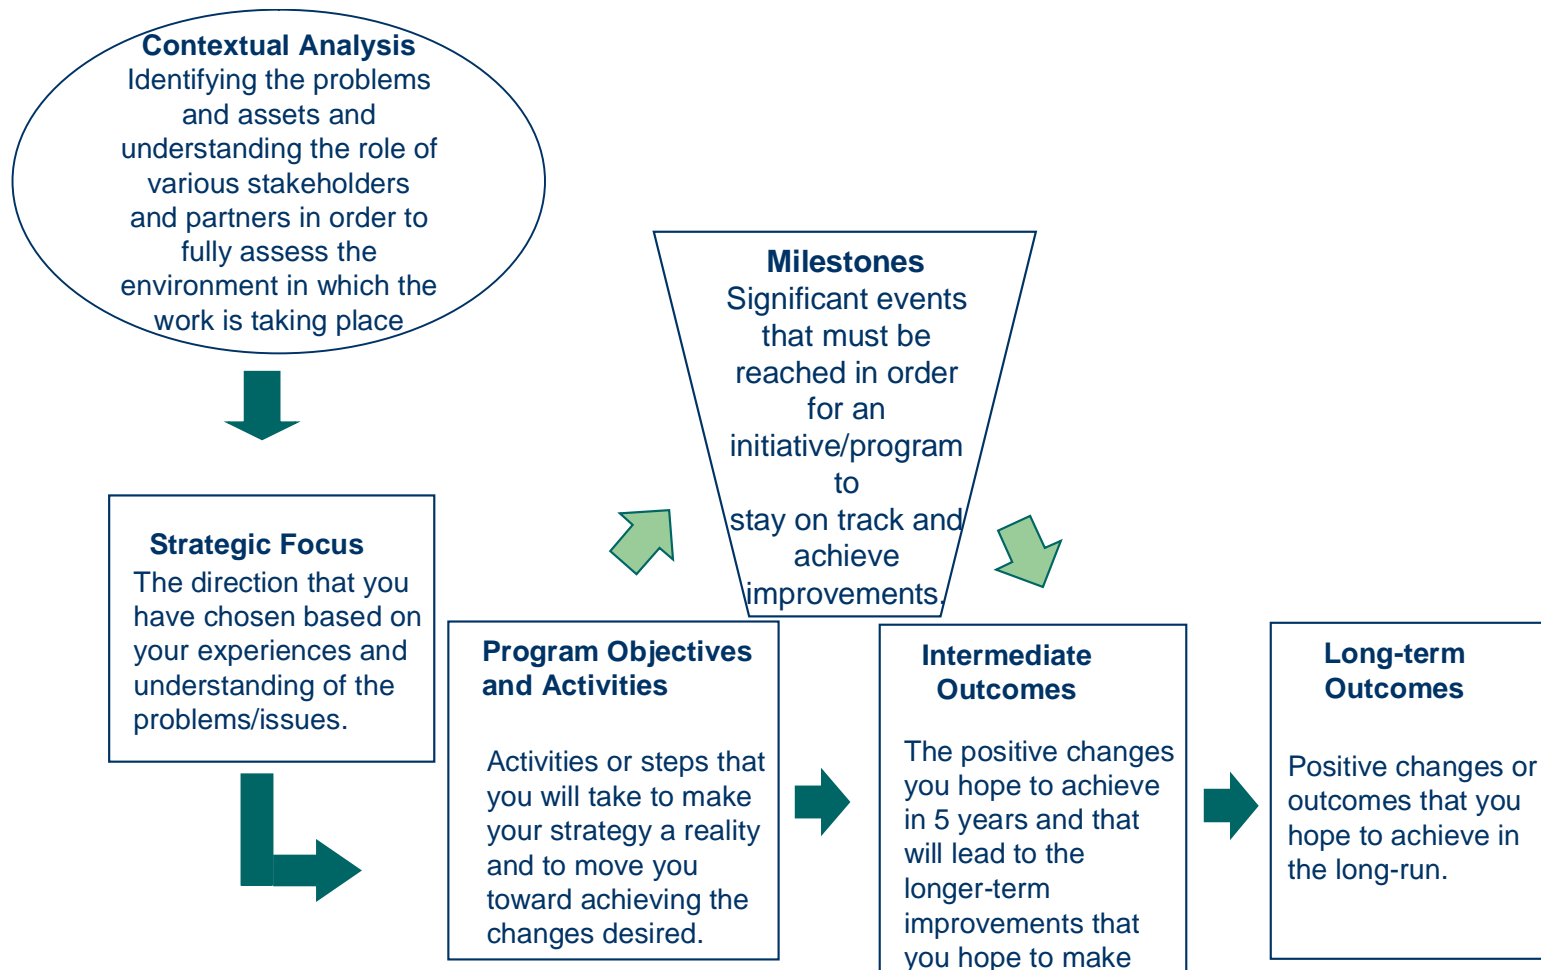 Contextual Analysis
Identifying the problems
and assets and
understanding the role of
various stakeholders
and partners in order to
fully assess the
environment in which the
work is taking place
Milestones
Significant events
that must be
reached in order
for an
initiative/program
to
stay on track and
achieve
improvements.
Strategic Focus
The direction that you
have chosen based on
your experiences and
understanding of the
problems/issues.
Program Objectives
and Activities
Activities or steps that
you will take to make
your strategy a reality
and to move you
toward achieving the
changes desired.
Intermediate
Outcomes
The positive changes
you hope to achieve
in 5 years and that
will lead to the
longer-term
improvements that
you hope to make
Long-term
Outcomes
Positive changes or
outcomes that you
hope to achieve in
the long-run.